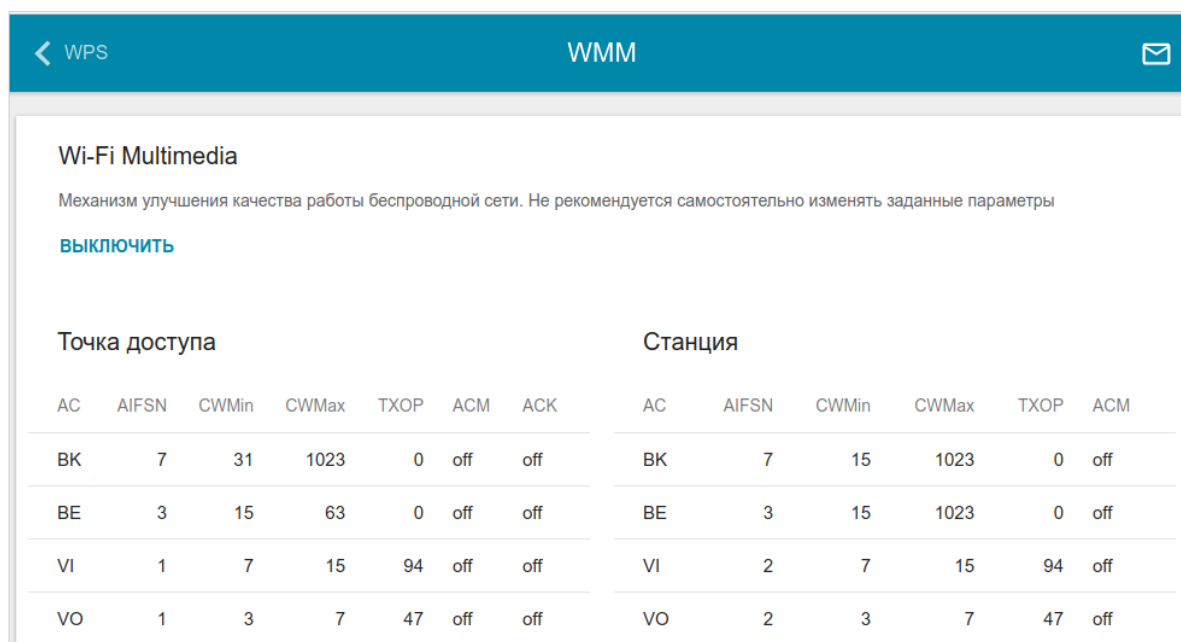 WPS WMM
Wi-Fi Multimedia
Механизм улучшения качества работы беспроводной сети. Не рекомендуется самостоятельно изменять заданные параметры
ВЫКЛЮЧИТЬ
Точка доступа
AC AIFSN CWMin CWMax TXOP ACM ACK
BK 7 31 1023 0 off off
BE 3 15 63 0 off off
VI 1 7 15 94 off off
VO 1 3 7 47 off off
Станция
AC AIFSN CWMin CWMax TXOP ACM
BK 7 15 1023 0 off
BE 3 15 1023 0 off
VI 2 7 15 94 off
VO 2 3 7 47 off